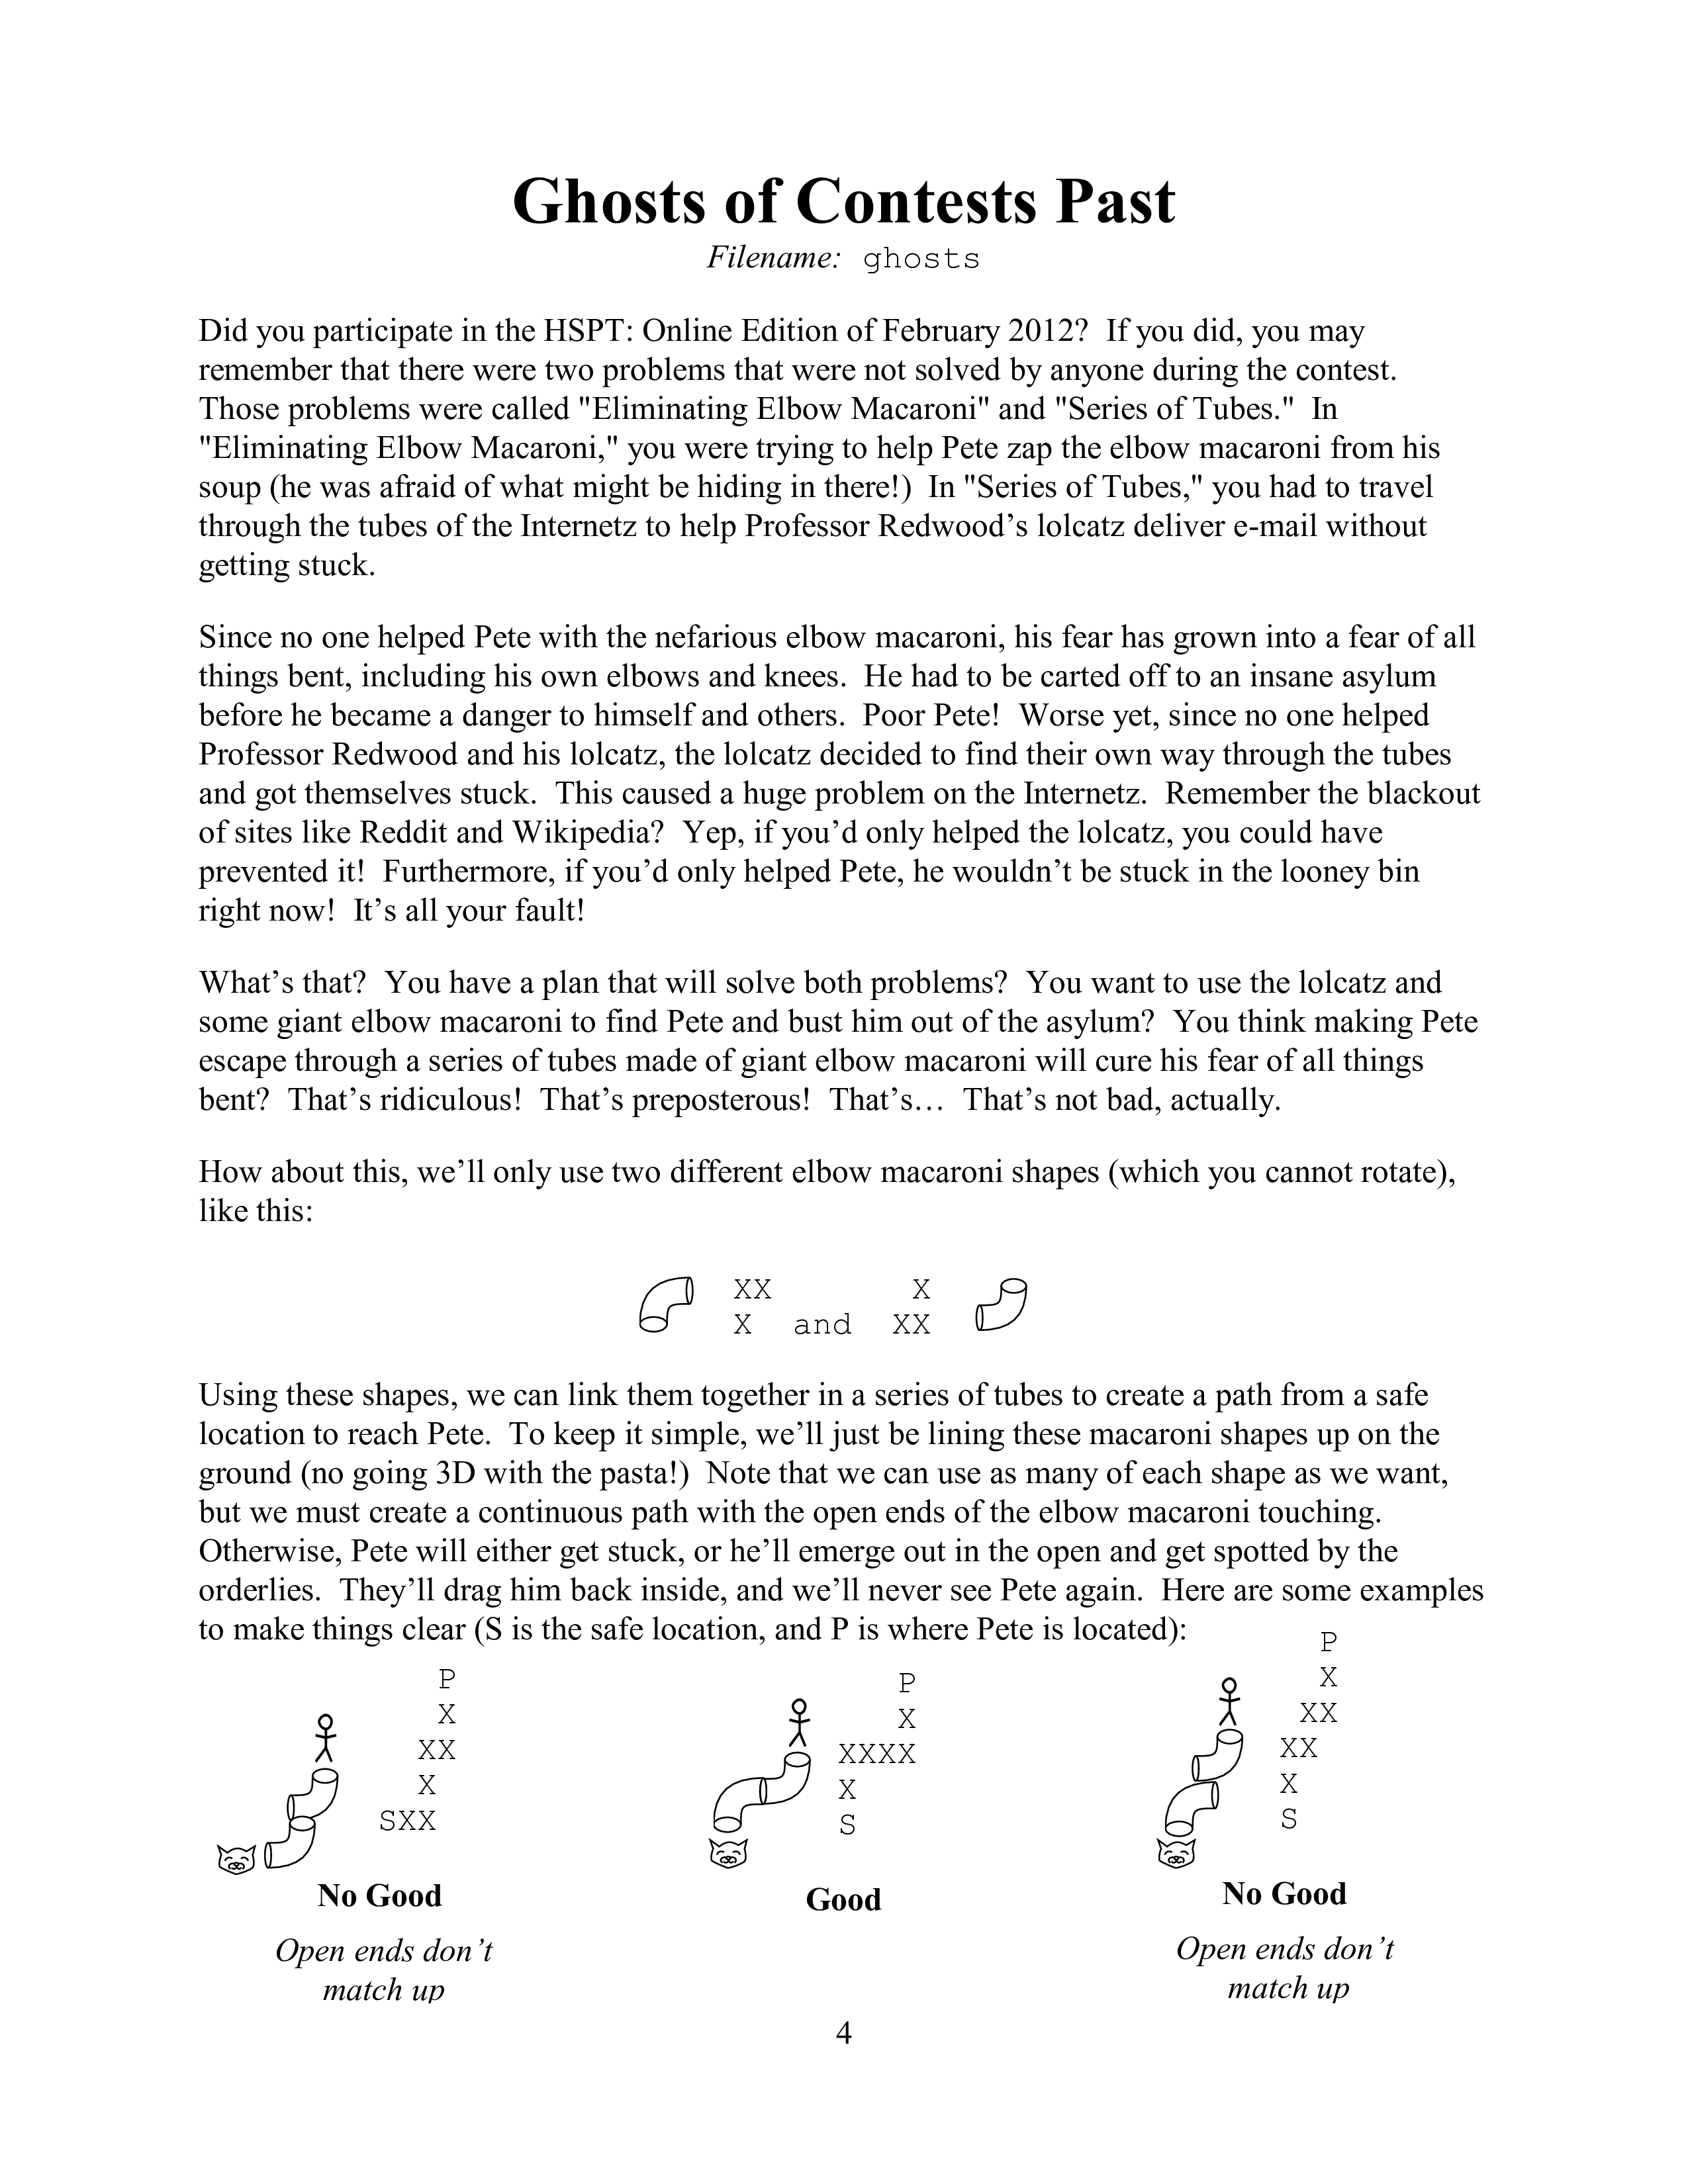 Ghosts of Contests Past
Filename: ghosts
Did you participate in the HSPT: Online Edition of February 2012? If you did, you may
remember that there were two problems that were not solved by anyone during the contest.
Those problems were called "Eliminating Elbow Macaroni" and "Series of Tubes." In
"Eliminating Elbow Macaroni," you were trying to help Pete zap the elbow macaroni from his
soup (he was afraid of what might be hiding in there!) In "Series of Tubes," you had to travel
through the tubes of the Internetz to help Professor Redwood’s lolcatz deliver e-mail without
getting stuck.
Since no one helped Pete with the nefarious elbow macaroni, his fear has grown into a fear of all
things bent, including his own elbows and knees. He had to be carted off to an insane asylum
before he became a danger to himself and others. Poor Pete! Worse yet, since no one helped
Professor Redwood and his lolcatz, the lolcatz decided to find their own way through the tubes
and got themselves stuck. This caused a huge problem on the Internetz. Remember the blackout
of sites like Reddit and Wikipedia? Yep, if you’d only helped the lolcatz, you could have
prevented it! Furthermore, if you’d only helped Pete, he wouldn’t be stuck in the looney bin
right now! It’s all your fault!
What’s that? You have a plan that will solve both problems? You want to use the lolcatz and
some giant elbow macaroni to find Pete and bust him out of the asylum? You think making Pete
escape through a series of tubes made of giant elbow macaroni will cure his fear of all things
bent? That’s ridiculous! That’s preposterous! That’s… That’s not bad, actually.
How about this, we’ll only use two different elbow macaroni shapes (which you cannot rotate),
like this:
XX X
X and XX
Using these shapes, we can link them together in a series of tubes to create a path from a safe
location to reach Pete. To keep it simple, we’ll just be lining these macaroni shapes up on the
ground (no going 3D with the pasta!) Note that we can use as many of each shape as we want,
but we must create a continuous path with the open ends of the elbow macaroni touching.
Otherwise, Pete will either get stuck, or he’ll emerge out in the open and get spotted by the
orderlies. They’ll drag him back inside, and we’ll never see Pete again. Here are some examples
to make things clear (S is the safe location, and P is where Pete is located):
P
X
XX
X
SXX
No Good
Open ends don’t
match up
P
X
XXXX
X
S
Good
P
X
XX
XX
X
S
No Good
Open ends don’t
match up
4